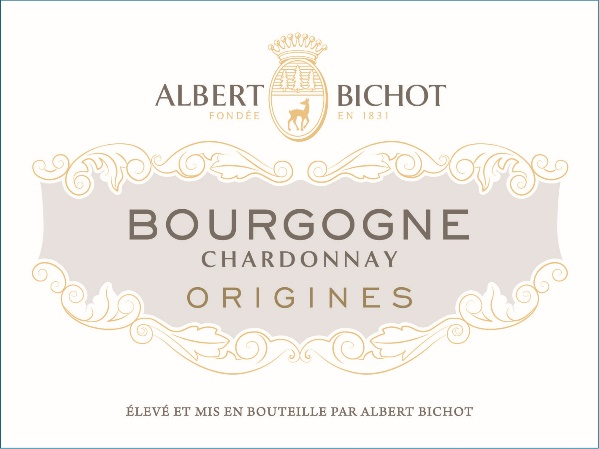 ALBERT BICHOT
FONDÉE EN 1831
BOURGOGNE
CHARDONNAY
ORIGINES
ÉLEVÉ ET MIS EN BOUTEILLE PAR ALBERT BICHOT